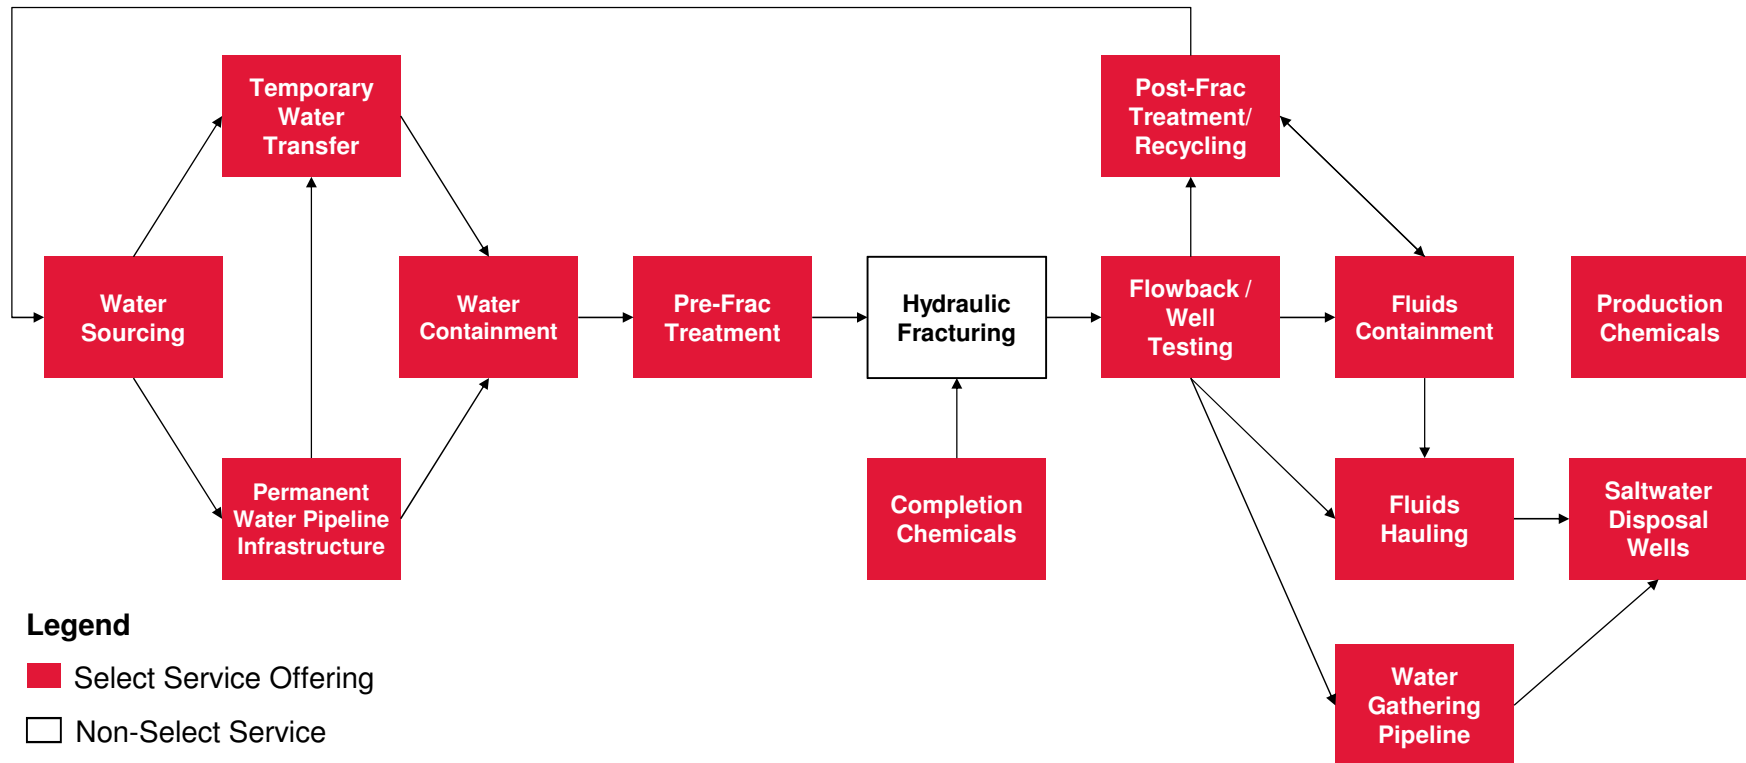 Temporary
Water
Transfer
Post-Frac
Treatment/
Recycling
Water
Sourcing
Water
Containment
Pre-Frac
Treatment
Hydraulic
Fracturing
Flowback /
Well
Testing
Fluids
Containment
Production
Chemicals
Permanent
Water Pipeline
Infrastructure
Completion
Chemicals
Fluids
Hauling
Saltwater
Disposal
Wells
Water
Gathering
Pipeline
Legend
Select Service Offering
Non-Select Service